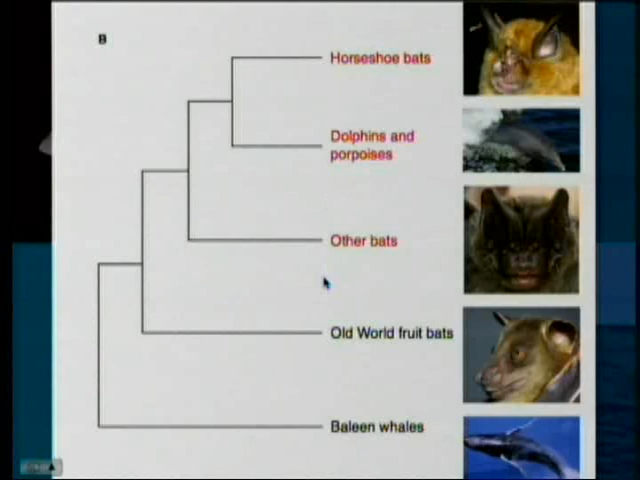 B
Horseshoe bats
Dolphins and
porpoises
Other bats
Old World fruit bats
Baleen whales